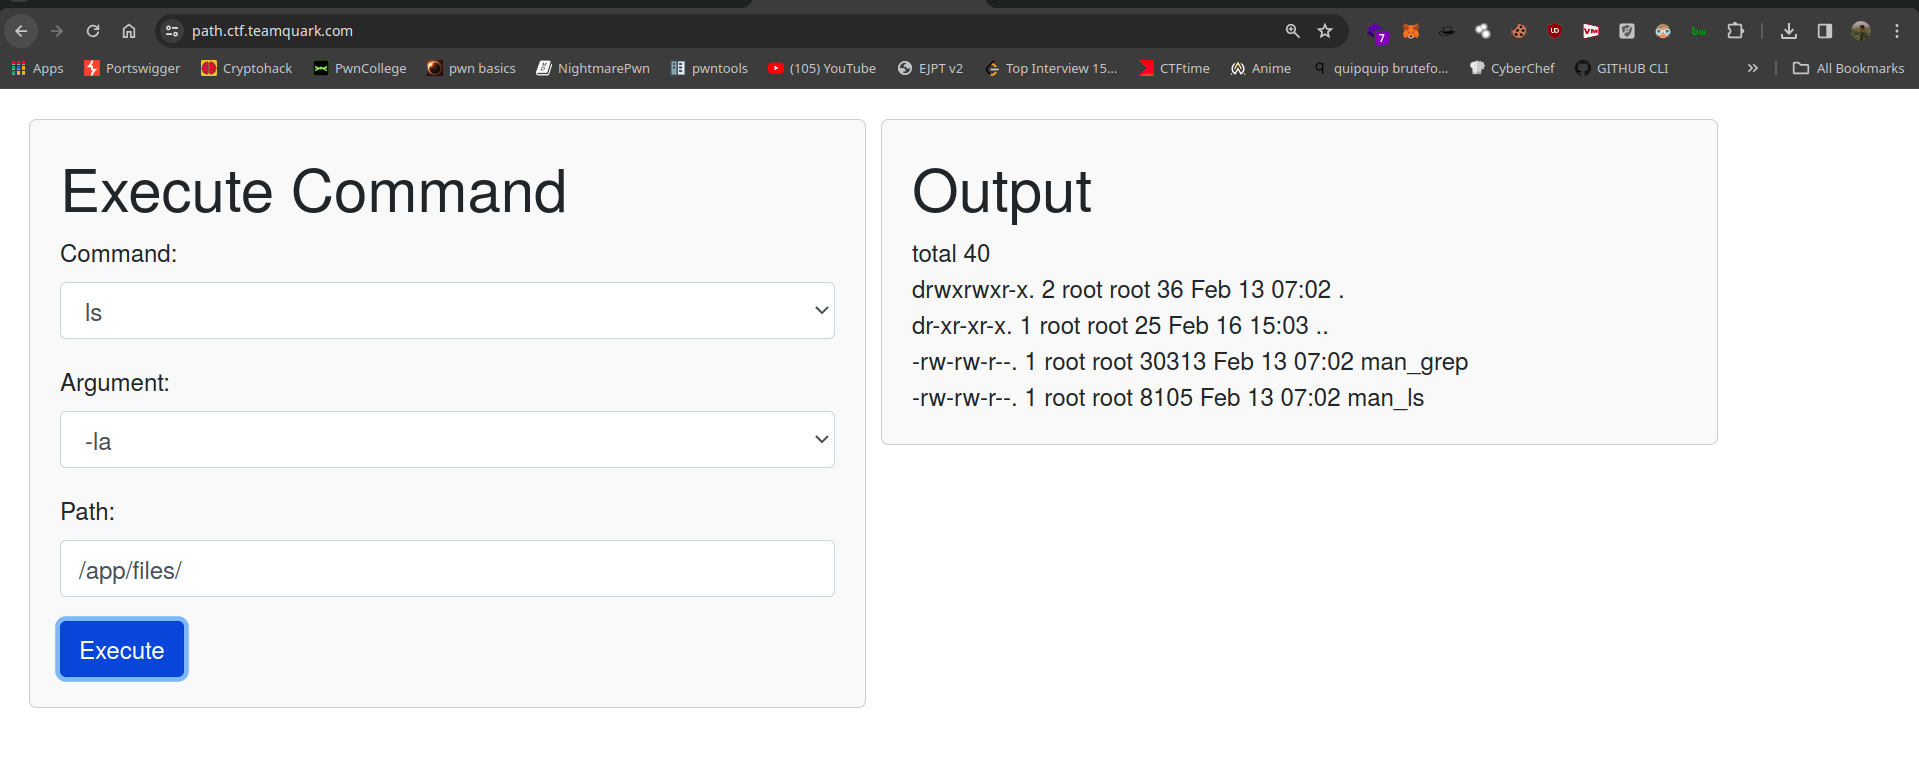 path.ctf.teamquark.com
7
UD
VM
bw
Apps
Portswigger
Cryptohack
PwnCollege
pwn basics
NightmarePwn
pwntools
(105) YouTube
EJPT v2
Top Interview 15...
CTFtime
Anime
q
quipquip brutefo...
CyberChef
GITHUB CLI
»
All Bookmarks
Execute Command
Command:
ls
Argument:
-la
Path:
/app/files/
Execute
Output
total 40
drwxrwxr-x. 2 root root 36 Feb 13 07:02 .
dr-xr-xr-x. 1 root root 25 Feb 16 15:03 ..
-rw-rw-r--. 1 root root 30313 Feb 13 07:02 man_grep
-rw-rw-r--. 1 root root 8105 Feb 13 07:02 man_ls